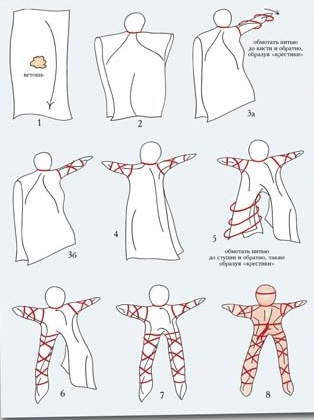 ветошь
1
2
обмотать нитью
до кисти и обратно,
образуя «крестики»
3а
3б
4
5
обмотать нитью
до ступни и обратно, также
образуя «крестики»
6
7
8